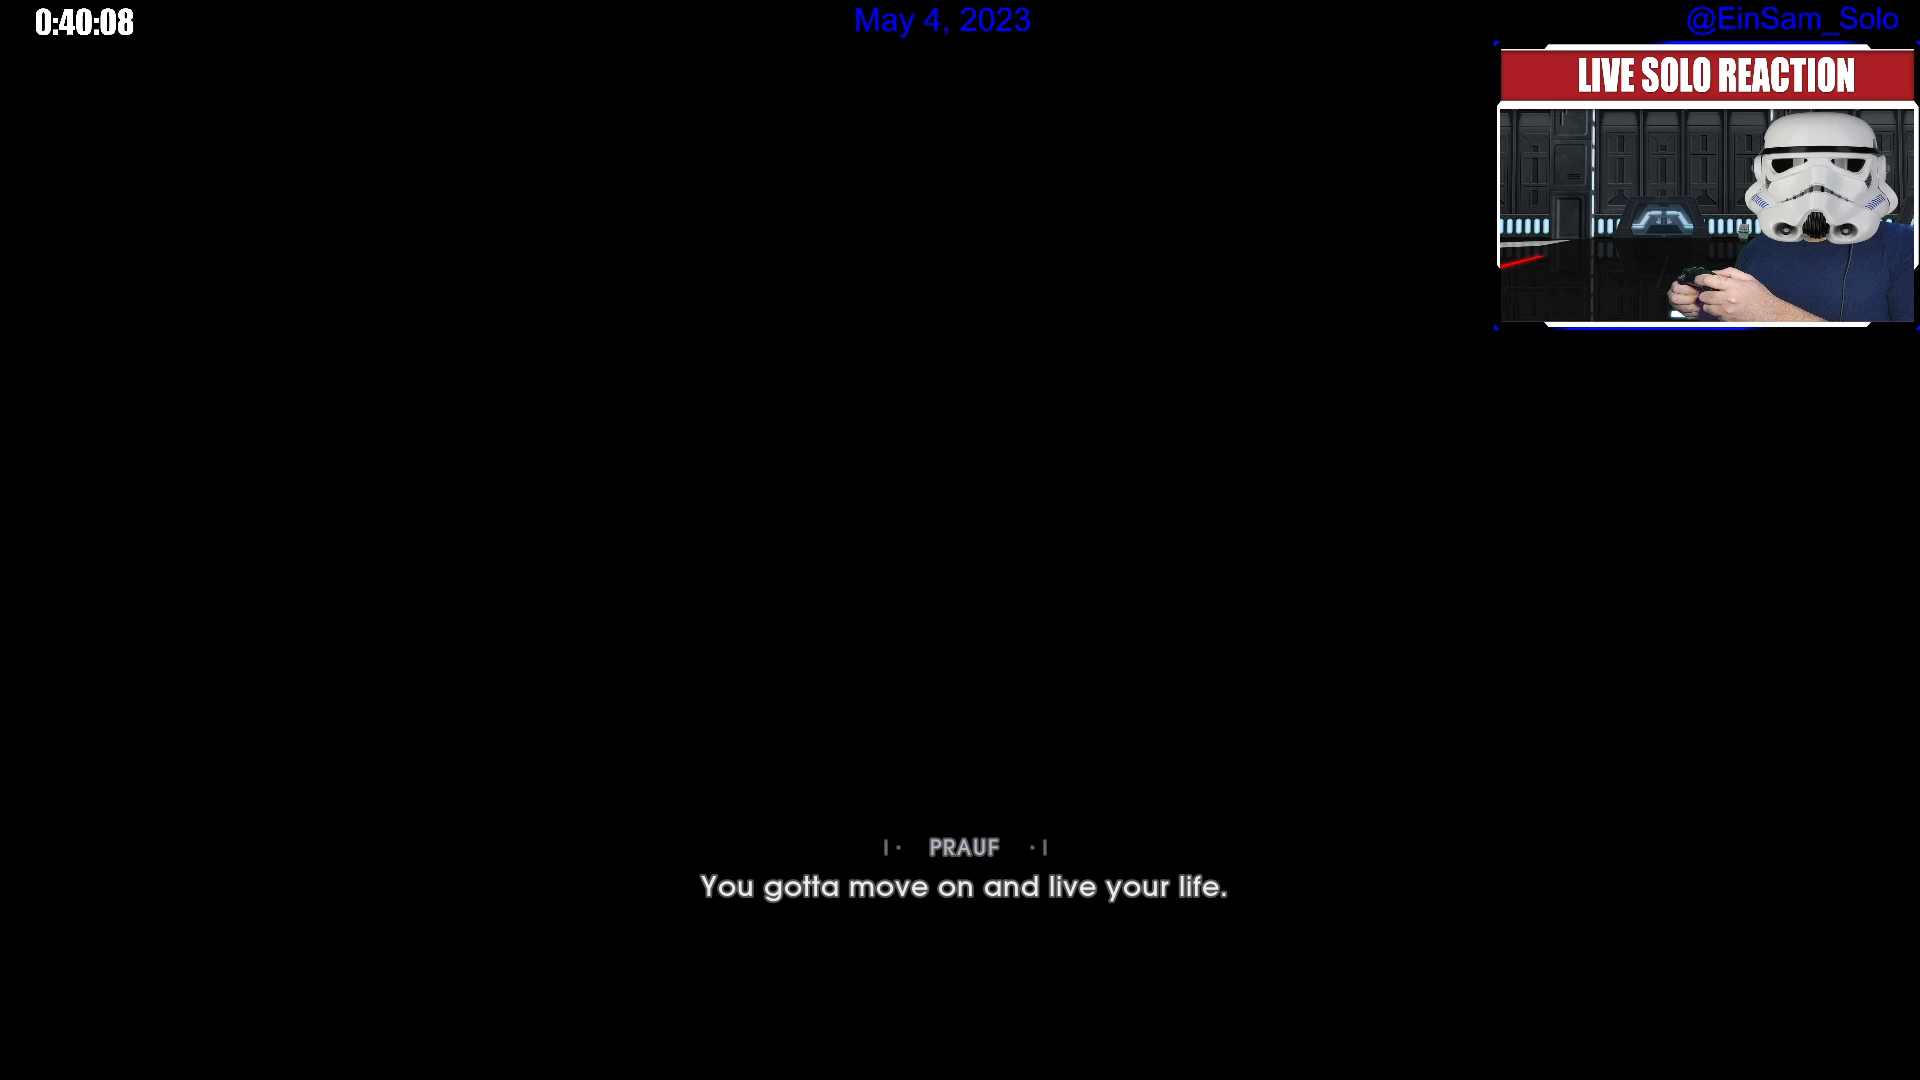 0:40:08
May 4, 2023
@EinSam_Solo
LIVE SOLO REACTION
PRAUF
You gotta move on and live your life.